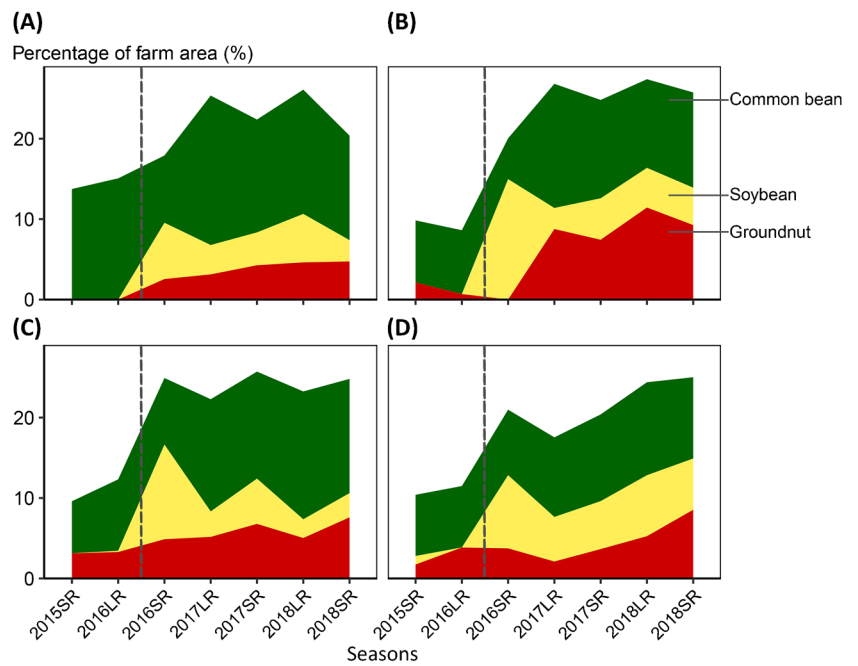 (A)
(B)
Percentage of farm area (%)
20
10
0
Common bean
Soybean
Groundnut
(C)
(D)
20
10
0
2015SR
2016LR
2016SR
2017LR
2017SR
2018LR
2018SR
2015SR
2016LR
2016SR
2017LR
2017SR
2018LR
2018SR
Seasons